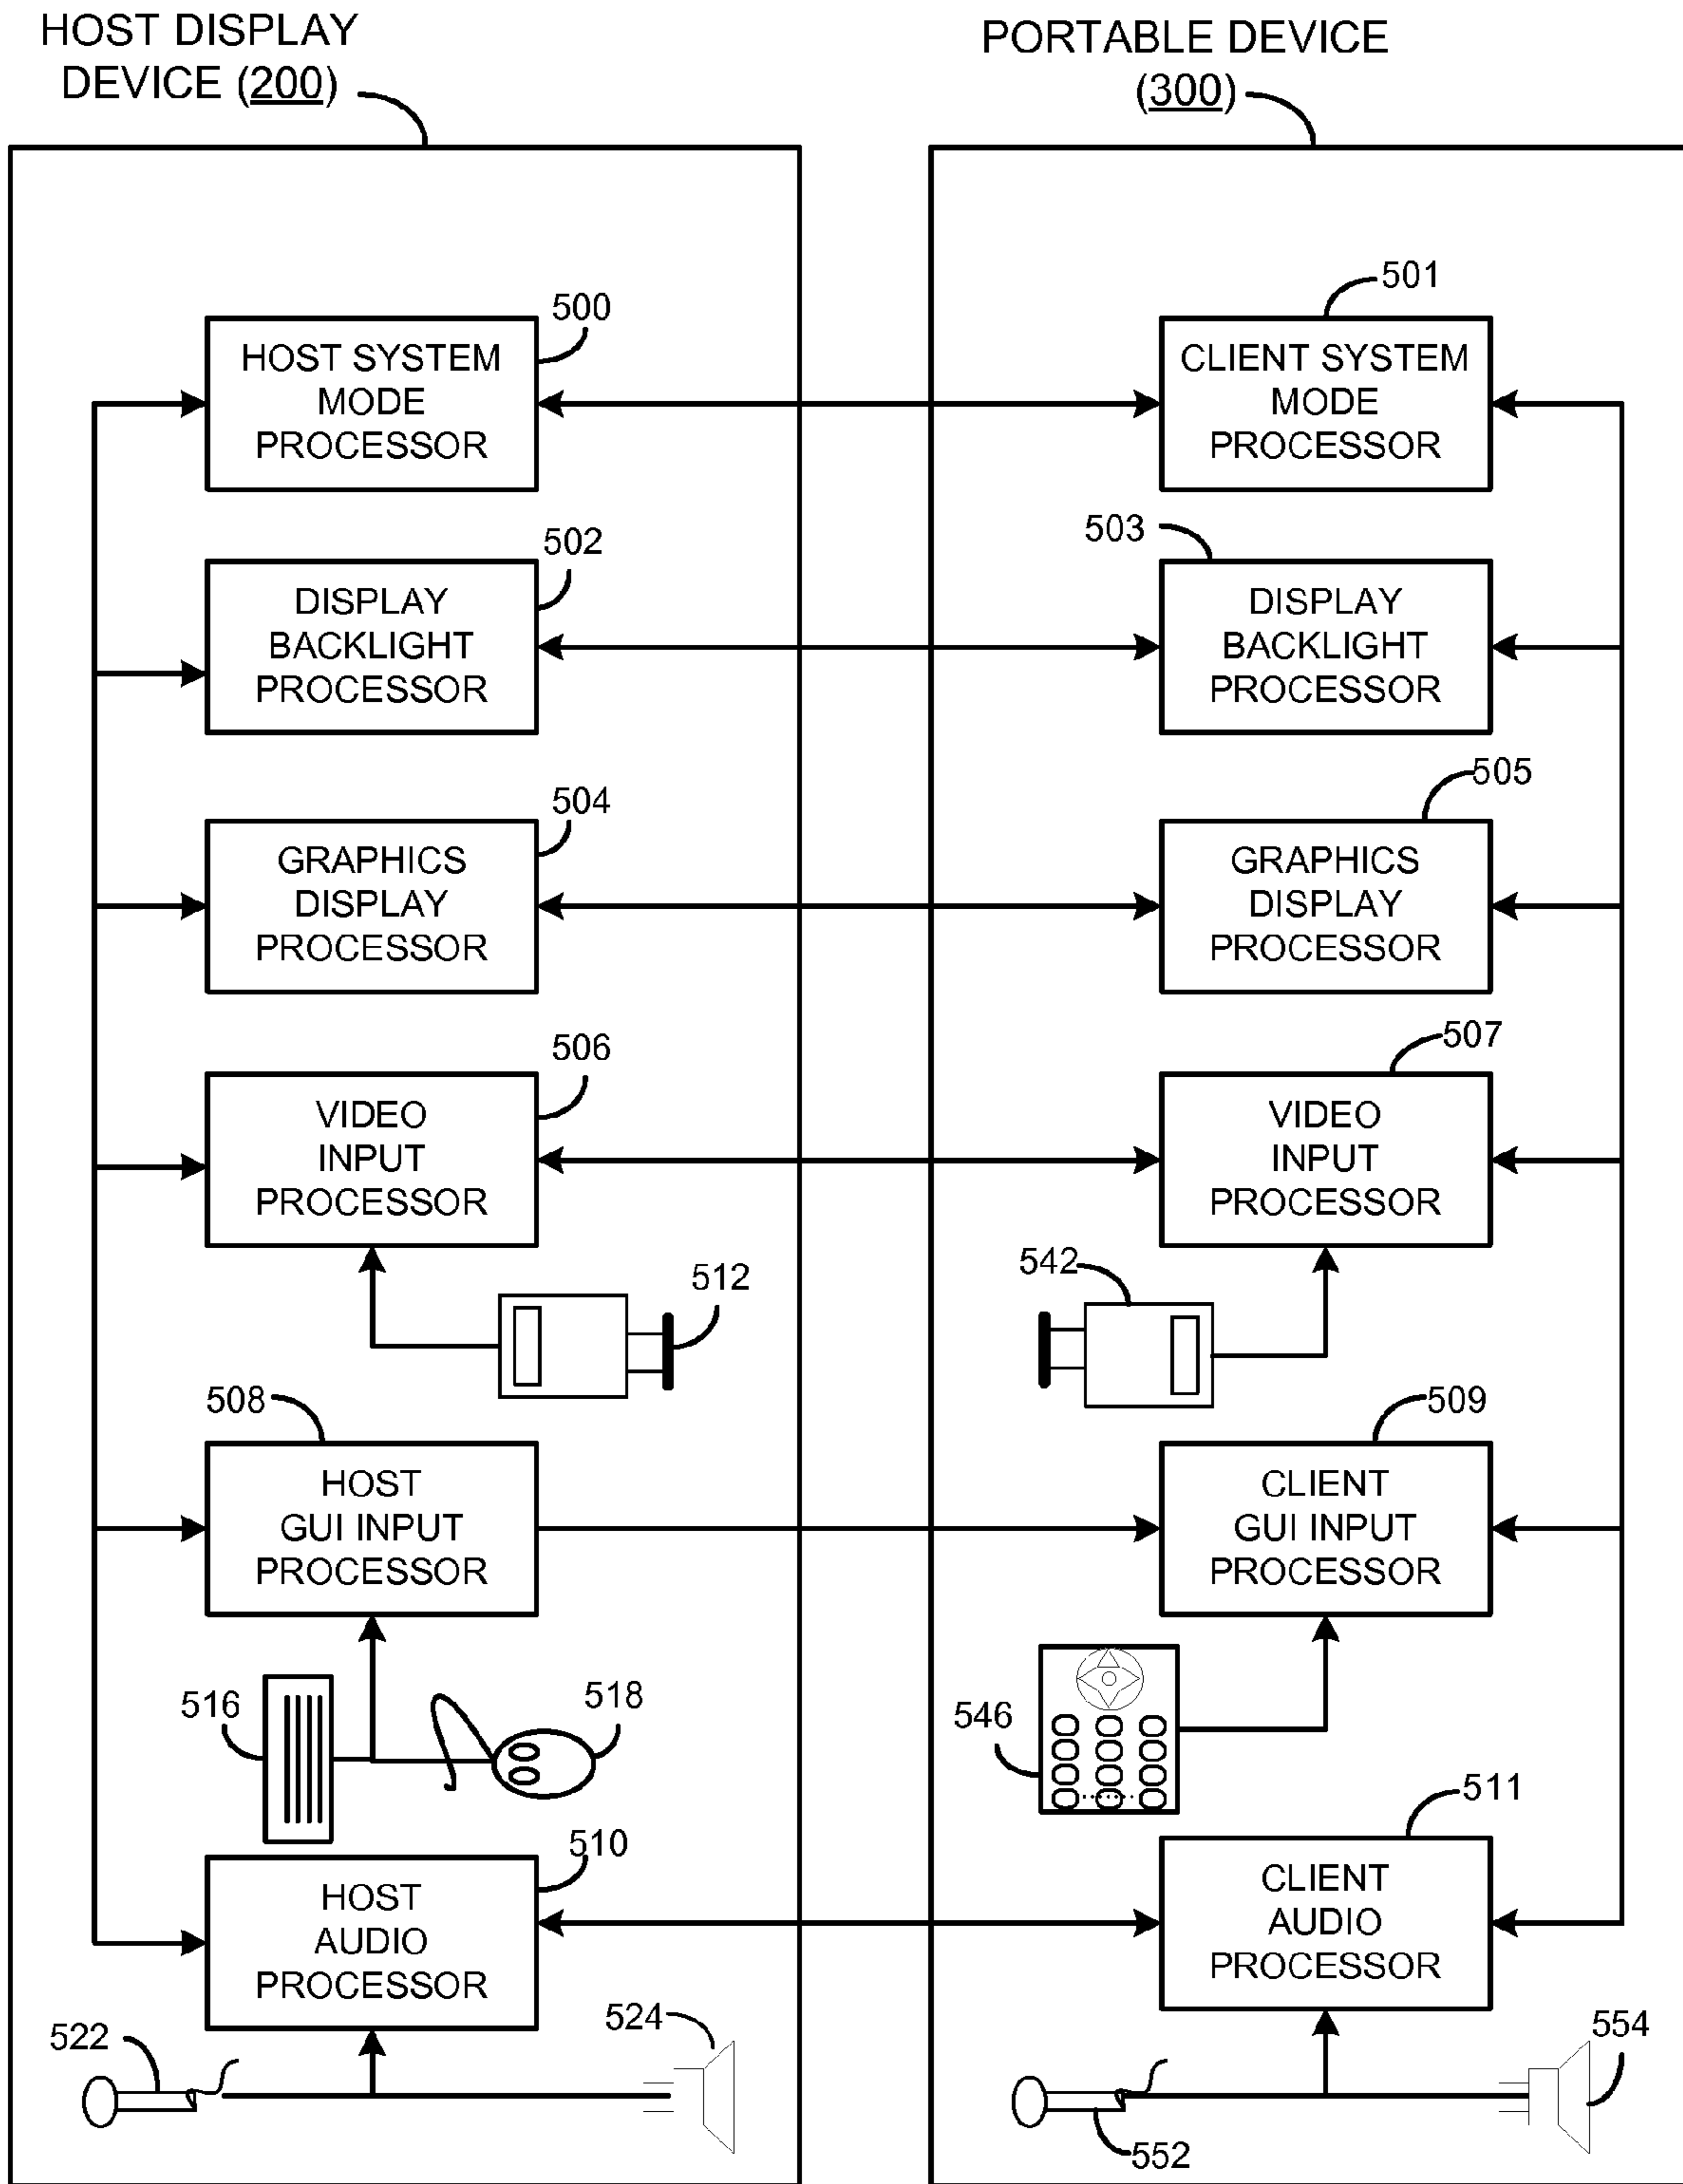 HOST DISPLAY
DEVICE (200)
PORTABLE DEVICE
(300)
500
HOST SYSTEM
MODE
PROCESSOR
501
CLIENT SYSTEM
MODE
PROCESSOR
502
DISPLAY
BACKLIGHT
PROCESSOR
503
DISPLAY
BACKLIGHT
PROCESSOR
504
GRAPHICS
DISPLAY
PROCESSOR
505
GRAPHICS
DISPLAY
PROCESSOR
506
VIDEO
INPUT
PROCESSOR
507
VIDEO
INPUT
PROCESSOR
512
542
508
HOST
GUI INPUT
PROCESSOR
509
CLIENT
GUI INPUT
PROCESSOR
516
518
546
510
HOST
AUDIO
PROCESSOR
511
CLIENT
AUDIO
PROCESSOR
522
524
552
554